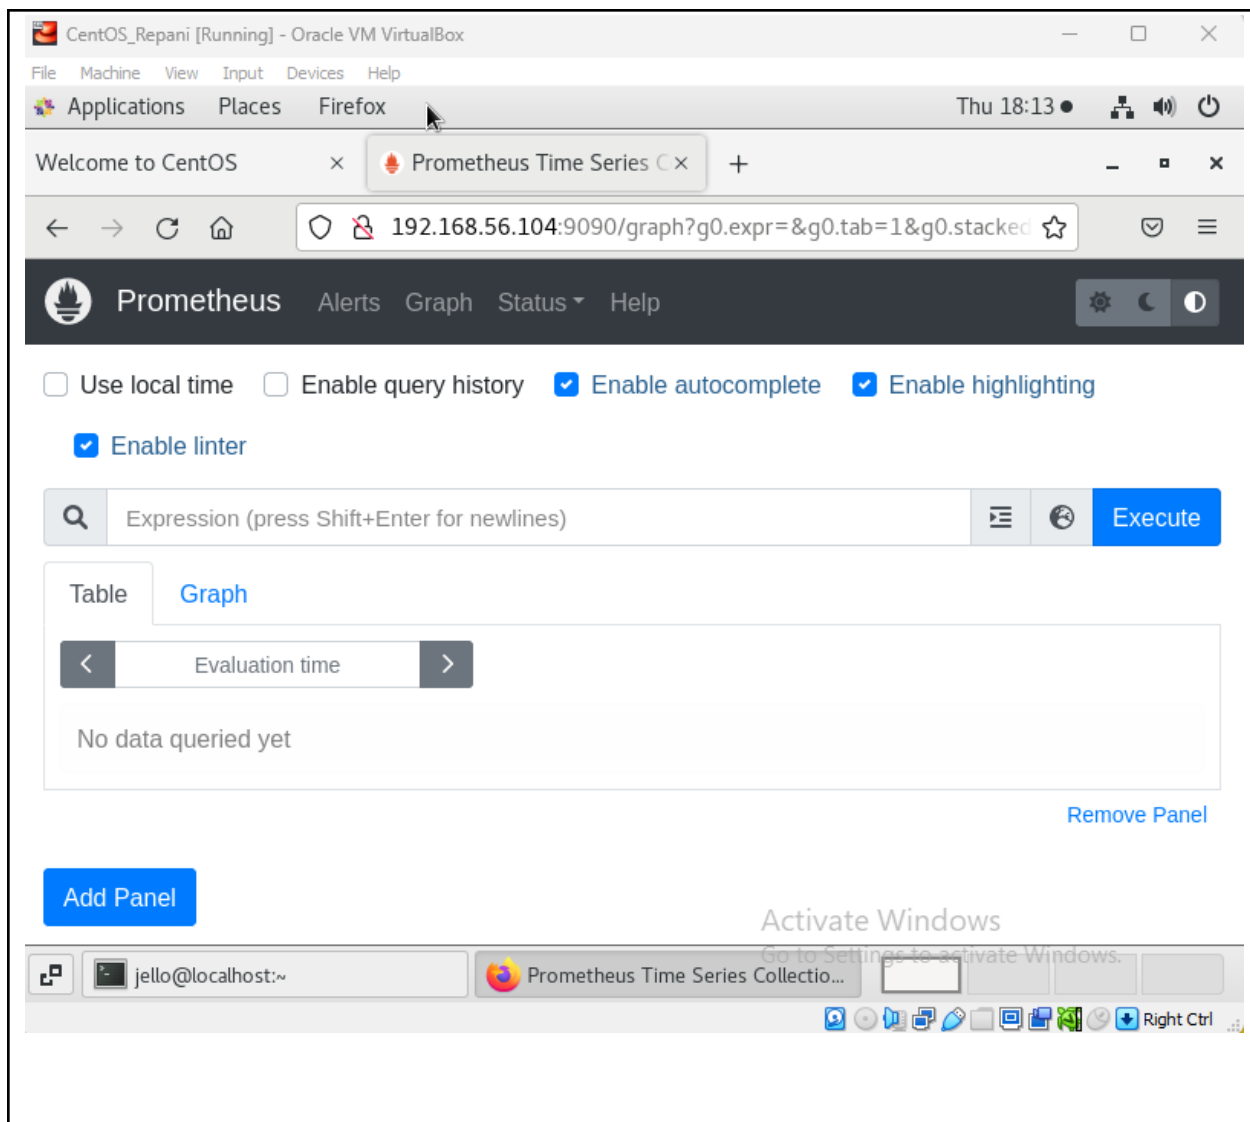 CentOS_Repani [Running] - Oracle VM VirtualBox
File Machine View Input Devices Help
Applications Places Firefox Thu 18:13
Welcome to CentOS Prometheus Time Series C
192.168.56.104:9090/graph?g0.expr=&g0.tab=1&g0.stacked
Prometheus Alerts Graph Status Help
Use local time Enable query history Enable autocomplete Enable highlighting
Enable linter
Expression (press Shift+Enter for newlines) Execute
Table Graph
Evaluation time
No data queried yet
Remove Panel
Add Panel
Activate Windows
Go to Settings to activate Windows.
jello@localhost:~ Prometheus Time Series Collectio...
Right Ctrl